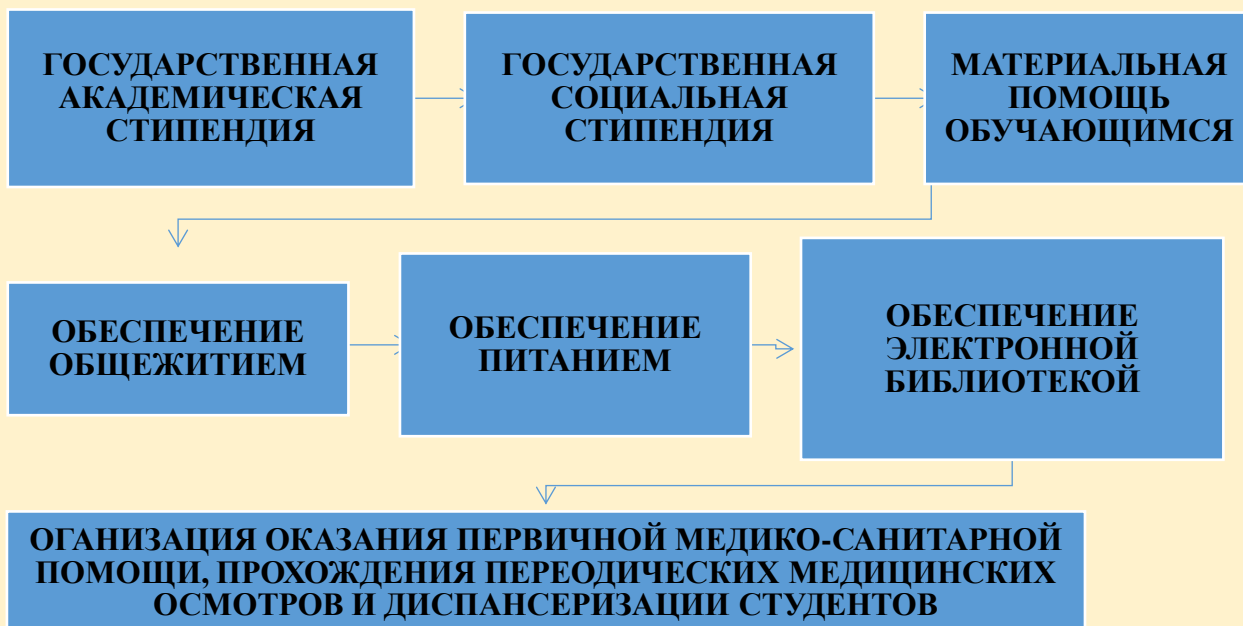 ГОСУДАРСТВЕННАЯ
АКАДЕМИЧЕСКАЯ
СТИПЕНДИЯ
ГОСУДАРСТВЕННАЯ
СОЦИАЛЬНАЯ
СТИПЕНДИЯ
МАТЕРИАЛЬНАЯ
ПОМОЩЬ
ОБУЧАЮЩИМСЯ
ОБЕСПЕЧЕНИЕ
ОБЩЕЖИТИЕМ
ОБЕСПЕЧЕНИЕ
ПИТАНИЕМ
ОБЕСПЕЧЕНИЕ
ЭЛЕКТРОННОЙ
БИБЛИОТЕКОЙ
ОГАНИЗАЦИЯ ОКАЗАНИЯ ПЕРВИЧНОЙ МЕДИКО-САНИТАРНОЙ
ПОМОЩИ, ПРОХОЖДЕНИЯ ПЕРЕОДИЧЕСКИХ МЕДИЦИНСКИХ
ОСМОТРОВ И ДИСПАНСЕРИЗАЦИИ СТУДЕНТОВ